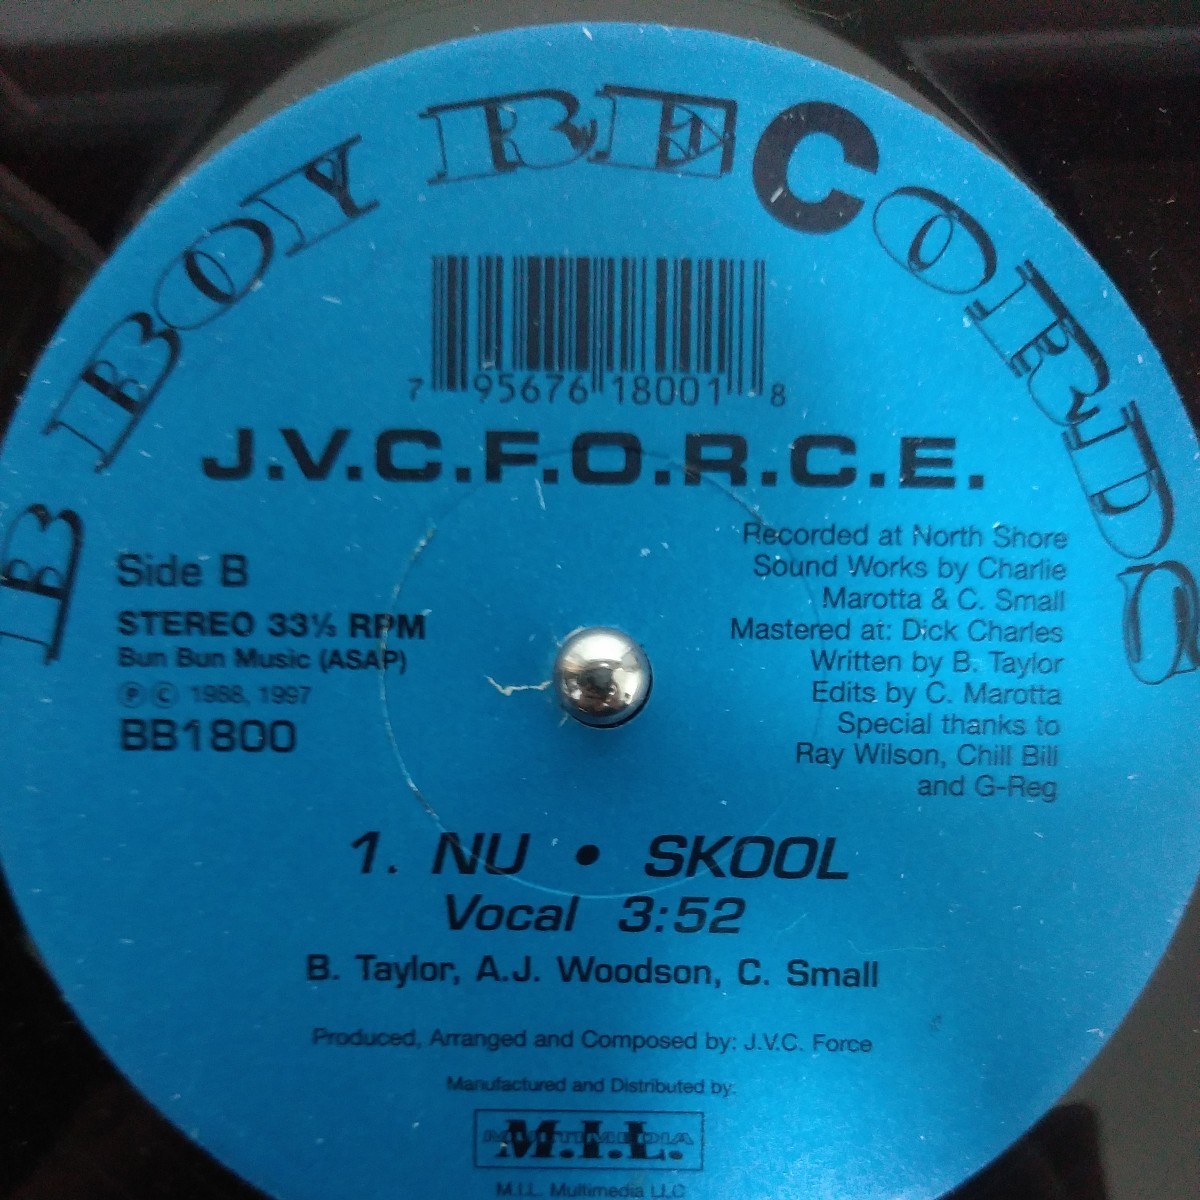 B BOY RECORDS
7 95676 18001 8
J.V.C.F.O.R.C.E.
Side B
STEREO 33⅓ RPM
Bun Bun Music (ASAP)
Ⓟ © 1988, 1997
BB1800
Recorded at North Shore
Sound Works by Charlie
Marotta & C. Small
Mastered at: Dick Charles
Written by B. Taylor
Edits by C. Marotta
Special thanks to
Ray Wilson, Chill Bill
and G-Reg
1. NU • SKOOL
Vocal 3:52
B. Taylor, A.J. Woodson, C. Small
Produced, Arranged and Composed by: J.V.C. Force
Manufactured and Distributed by:
MULTIMEDIA
M.I.L.
M.I.L. Multimedia LLC